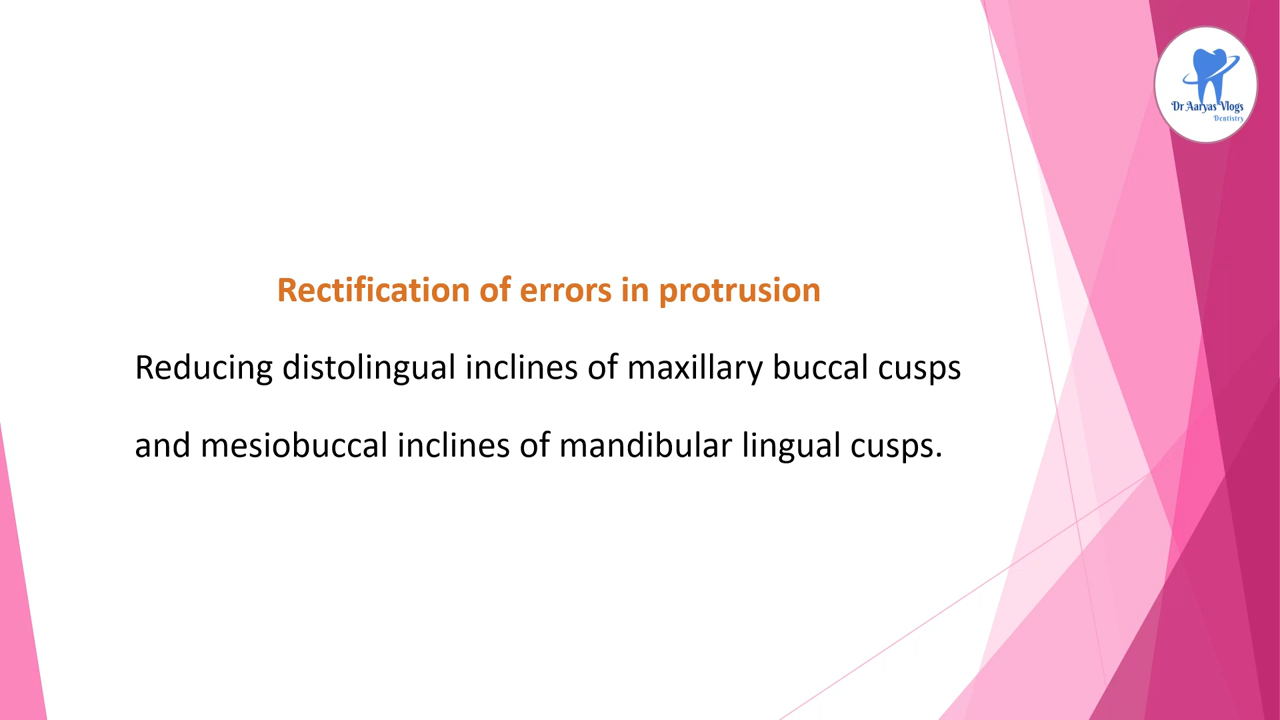 Dr Aaryas Vlogs
Dentistry
Rectification of errors in protrusion
Reducing distolingual inclines of maxillary buccal cusps
and mesiobuccal inclines of mandibular lingual cusps.